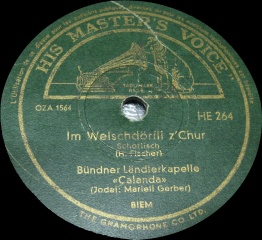 HIS MASTER'S VOICE
OZA 1564
HE 264
Im Welschdörfli z'Chur
Schottisch
(H. Fischer)
Bündner Ländlerkapelle
«Calanda»
(Jodel: Marieli Gerber)
BIEM
THE GRAMOPHONE CO. LTD.